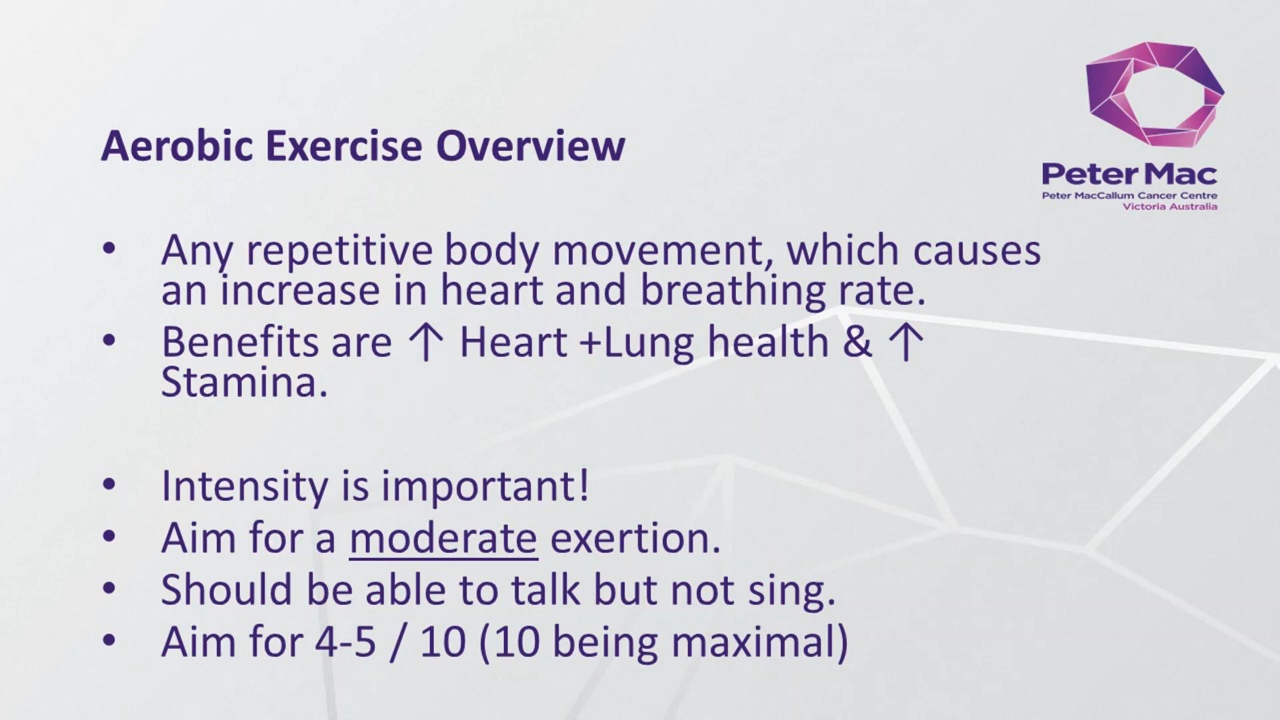 Peter Mac
Peter MacCallum Cancer Centre
Victoria Australia
Aerobic Exercise Overview
• Any repetitive body movement, which causes
an increase in heart and breathing rate.
• Benefits are ↑ Heart +Lung health & ↑
Stamina.
• Intensity is important!
• Aim for a moderate exertion.
• Should be able to talk but not sing.
• Aim for 4-5 / 10 (10 being maximal)